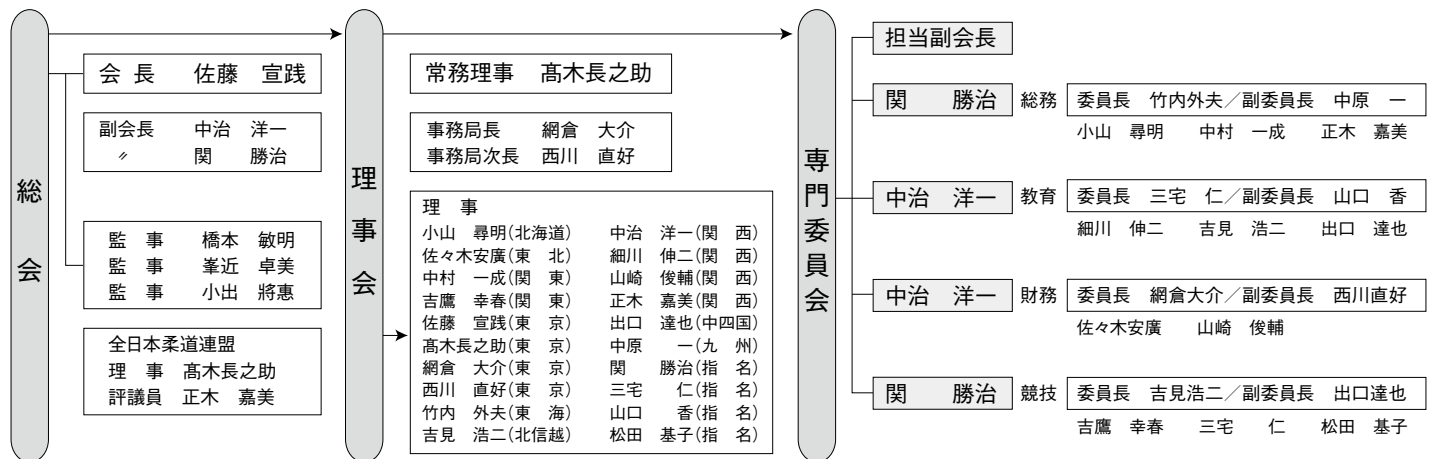 総会
会 長　佐藤　宣践
副会長　中治　洋一
〃　関　勝治
監　事　橋本　敏明
監　事　峯近　卓美
監　事　小出　將惠
全日本柔道連盟
理　事　髙木長之助
評議員　正木　嘉美
理事会
常務理事　髙木長之助
事務局長　網倉　大介
事務局次長　西川　直好
理　事
小山　尋明(北海道)　中治　洋一(関　西)
佐々木安廣(東　北)　細川　伸二(関　西)
中村　一成(関　東)　山崎　俊輔(関　西)
吉鷹　幸春(関　東)　正木　嘉美(関　西)
佐藤　宣践(東　京)　出口　達也(中四国)
髙木長之助(東　京)　中原　一(九　州)
網倉　大介(東　京)　関　勝治(指　名)
西川　直好(東　京)　三宅　仁(指　名)
竹内　外夫(東　海)　山口　香(指　名)
吉見　浩二(北信越)　松田　基子(指　名)
専門委員会
担当副会長
関　勝治　総務　委員長　竹内外夫／副委員長　中原　一
小山　尋明　中村　一成　正木　嘉美
中治　洋一　教育　委員長　三宅　仁／副委員長　山口　香
細川　伸二　吉見　浩二　出口　達也
中治　洋一　財務　委員長　網倉大介／副委員長　西川直好
佐々木安廣　山崎　俊輔
関　勝治　競技　委員長　吉見浩二／副委員長　出口達也
吉鷹　幸春　三宅　仁　松田　基子